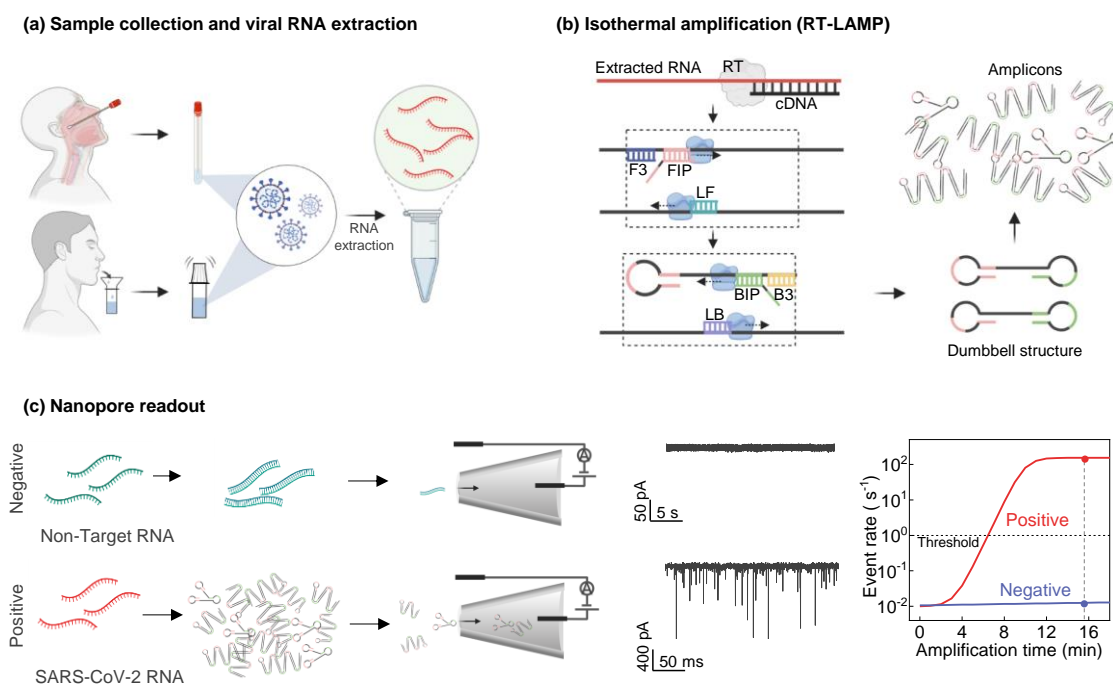 (a) Sample collection and viral RNA extraction
RNA
extraction
(b) Isothermal amplification (RT-LAMP)
Extracted RNA
RT
cDNA
F3
FIP
LF
BIP
B3
LB
Amplicons
Dumbbell structure
(c) Nanopore readout
Negative
Non-Target RNA
A
50 pA
5 s
Positive
SARS-CoV-2 RNA
A
400 pA
50 ms
Event rate ( s⁻¹)
10²
10⁰
10⁻¹
10⁻²
Threshold
Positive
Negative
0 4 8 12 16
Amplification time (min)